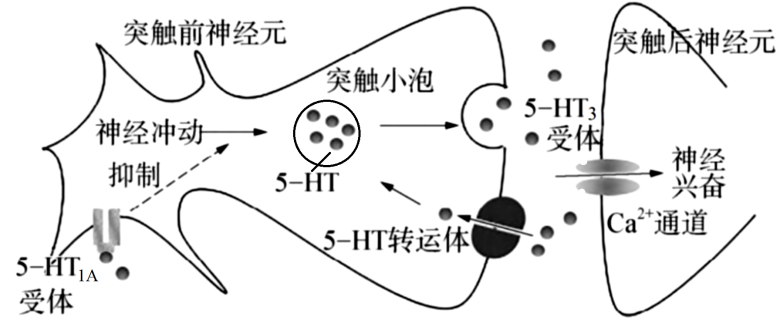 突触前神经元
突触后神经元
突触小泡
神经冲动
抑制
5-HT
5-HT₃
受体
神经
兴奋
Ca²⁺通道
5-HT转运体
5-HT₁A
受体